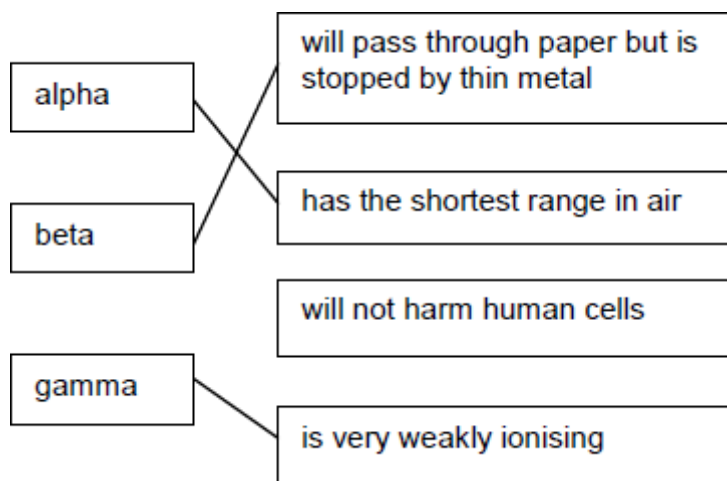 alpha
beta
gamma
will pass through paper but is
stopped by thin metal
has the shortest range in air
will not harm human cells
is very weakly ionising